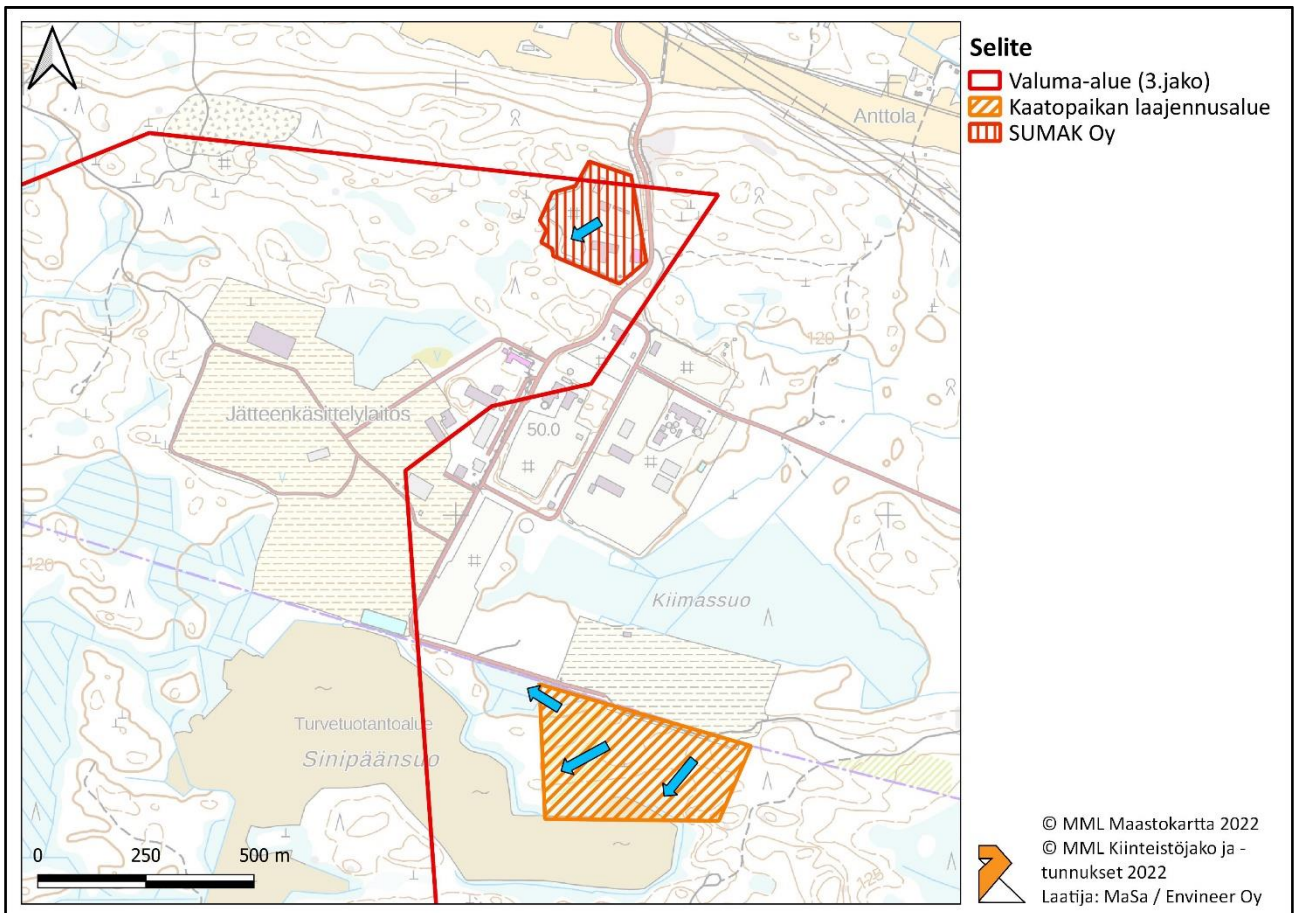 Selite
Valuma-alue (3.jako)
Kaatopaikan laajennusalue
SUMAK Oy
Anttola
120
Jätteenkäsittelylaitos
50.0
120
Kiimassuo
Turvetuotantoalue
Sinipäänsuo
0 250 500 m
© MML Maastokartta 2022
© MML Kiinteistöjako ja -
tunnukset 2022
Laatija: MaSa / Envineer Oy